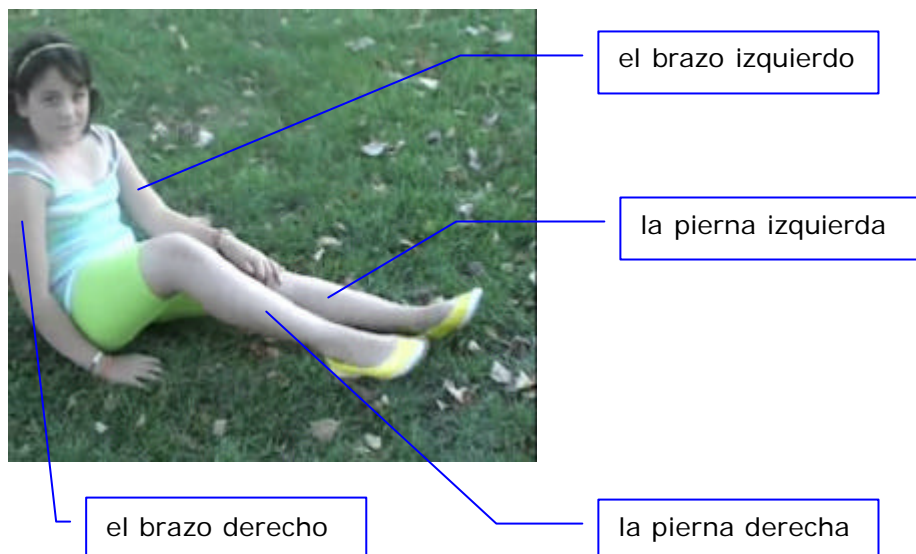 el brazo izquierdo
la pierna izquierda
el brazo derecho
la pierna derecha